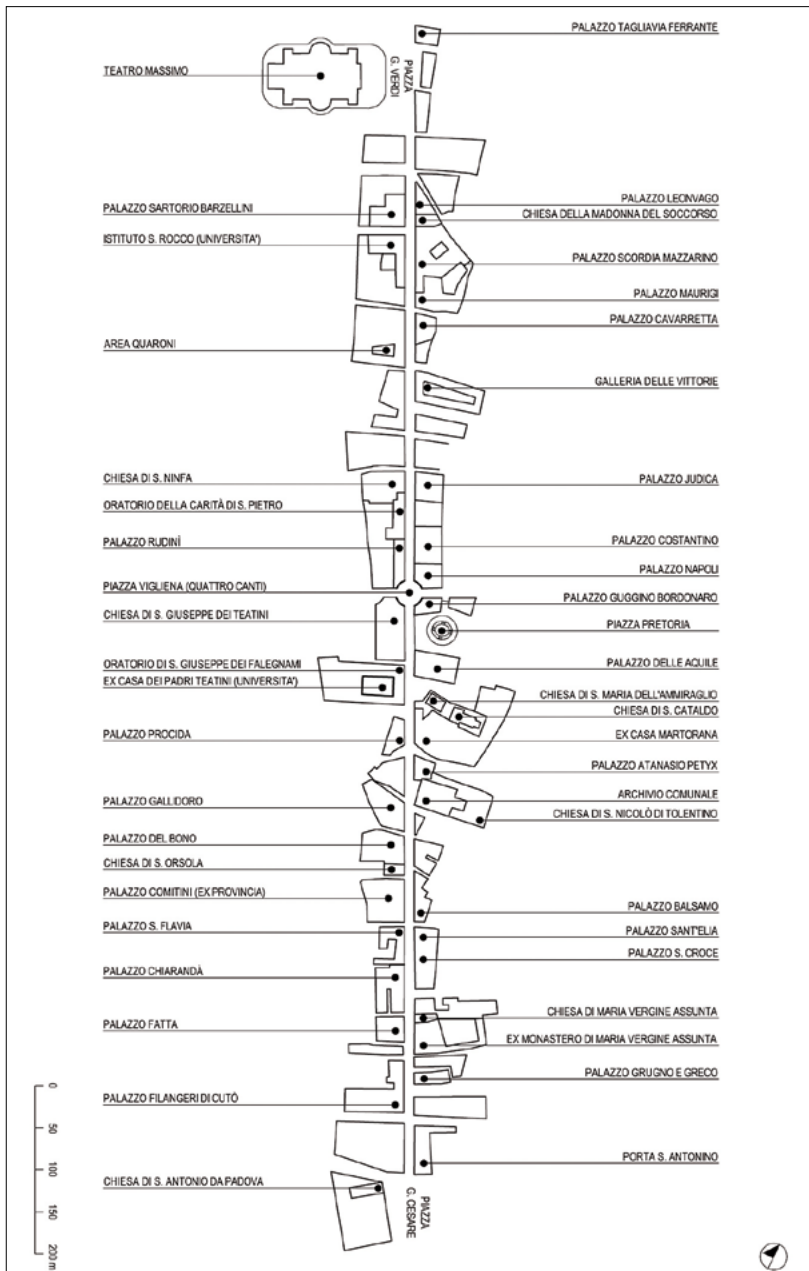 PALAZZO TAGLIAVIA FERRANTE
TEATRO MASSIMO
PIAZZA
G. VERDI
PALAZZO LEONVAGO
PALAZZO SARTORIO BARZELLINI
CHIESA DELLA MADONNA DEL SOCCORSO
ISTITUTO S. ROCCO (UNIVERSITA')
PALAZZO SCORDIA MAZZARINO
PALAZZO MAURIGI
PALAZZO CAVARRETTA
AREA QUARONI
GALLERIA DELLE VITTORIE
CHIESA DI S. NINFA
PALAZZO JUDICA
ORATORIO DELLA CARITÀ DI S. PIETRO
PALAZZO RUDINÌ
PALAZZO COSTANTINO
PALAZZO NAPOLI
PIAZZA VIGLIENA (QUATTRO CANTI)
PALAZZO GUGGINO BORDONARO
CHIESA DI S. GIUSEPPE DEI TEATINI
PIAZZA PRETORIA
ORATORIO DI S. GIUSEPPE DEI FALEGNAMI
PALAZZO DELLE AQUILE
EX CASA DEI PADRI TEATINI (UNIVERSITA')
CHIESA DI S. MARIA DELL'AMMIRAGLIO
CHIESA DI S. CATALDO
PALAZZO PROCIDA
EX CASA MARTORANA
PALAZZO ATANASIO PETYX
PALAZZO GALLIDORO
ARCHIVIO COMUNALE
CHIESA DI S. NICOLÒ DI TOLENTINO
PALAZZO DEL BONO
CHIESA DI S. ORSOLA
PALAZZO COMITINI (EX PROVINCIA)
PALAZZO BALSAMO
PALAZZO S. FLAVIA
PALAZZO SANT'ELIA
PALAZZO S. CROCE
PALAZZO CHIARANDÀ
CHIESA DI MARIA VERGINE ASSUNTA
PALAZZO FATTA
EX MONASTERO DI MARIA VERGINE ASSUNTA
PALAZZO GRUGNO E GRECO
PALAZZO FILANGERI DI CUTÒ
PORTA S. ANTONINO
CHIESA DI S. ANTONIO DA PADOVA
PIAZZA
G. CESARE
0
50
100
150
200 m